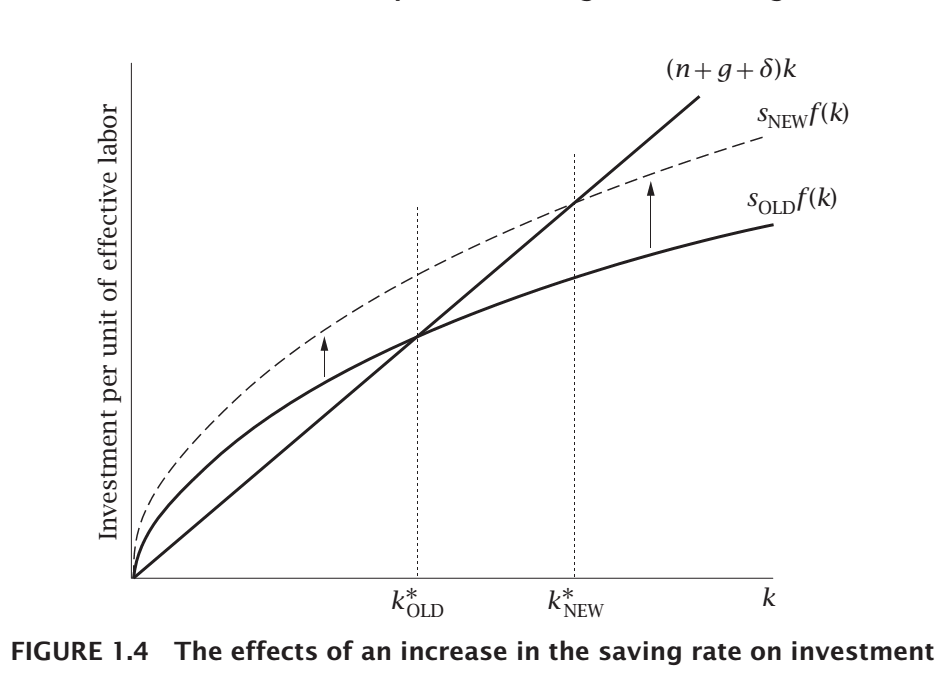 (n + g + δ)k
s_NEW f(k)
s_OLD f(k)
Investment per unit of effective labor
k*_OLD
k*_NEW
k
FIGURE 1.4 The effects of an increase in the saving rate on investment